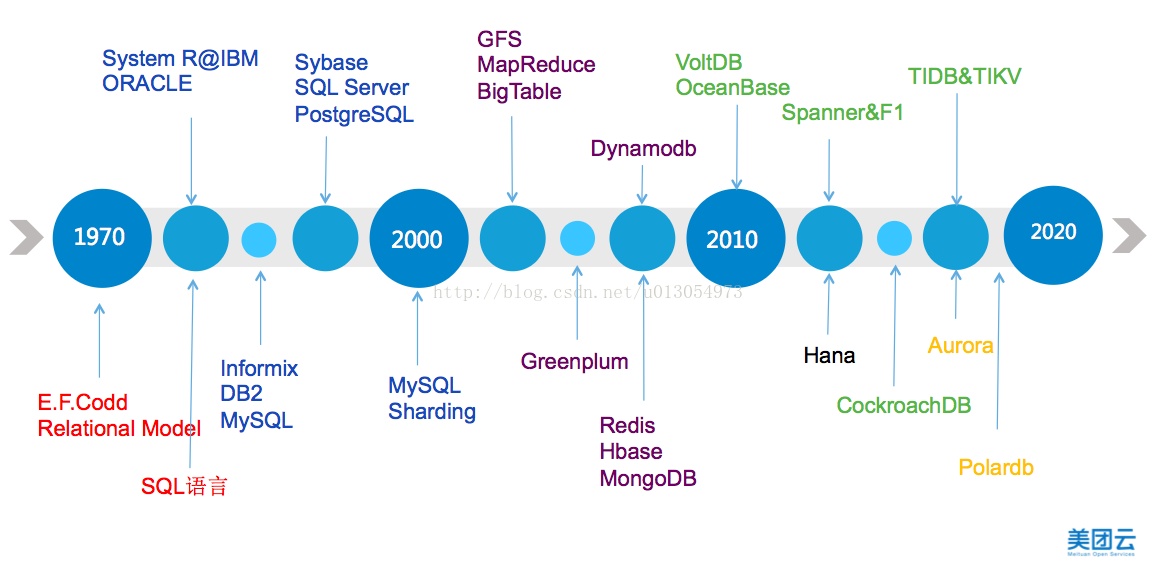 System R@IBM
ORACLE
Sybase
SQL Server
PostgreSQL
GFS
MapReduce
BigTable
Dynamodb
VoltDB
OceanBase
Spanner&F1
TIDB&TIKV
1970
2000
2010
2020
http://blog.csdn.net/u013054973
E.F.Codd
Relational Model
SQL语言
Informix
DB2
MySQL
MySQL
Sharding
Greenplum
Redis
Hbase
MongoDB
Hana
CockroachDB
Aurora
Polardb
美团云
Meituan Open Services